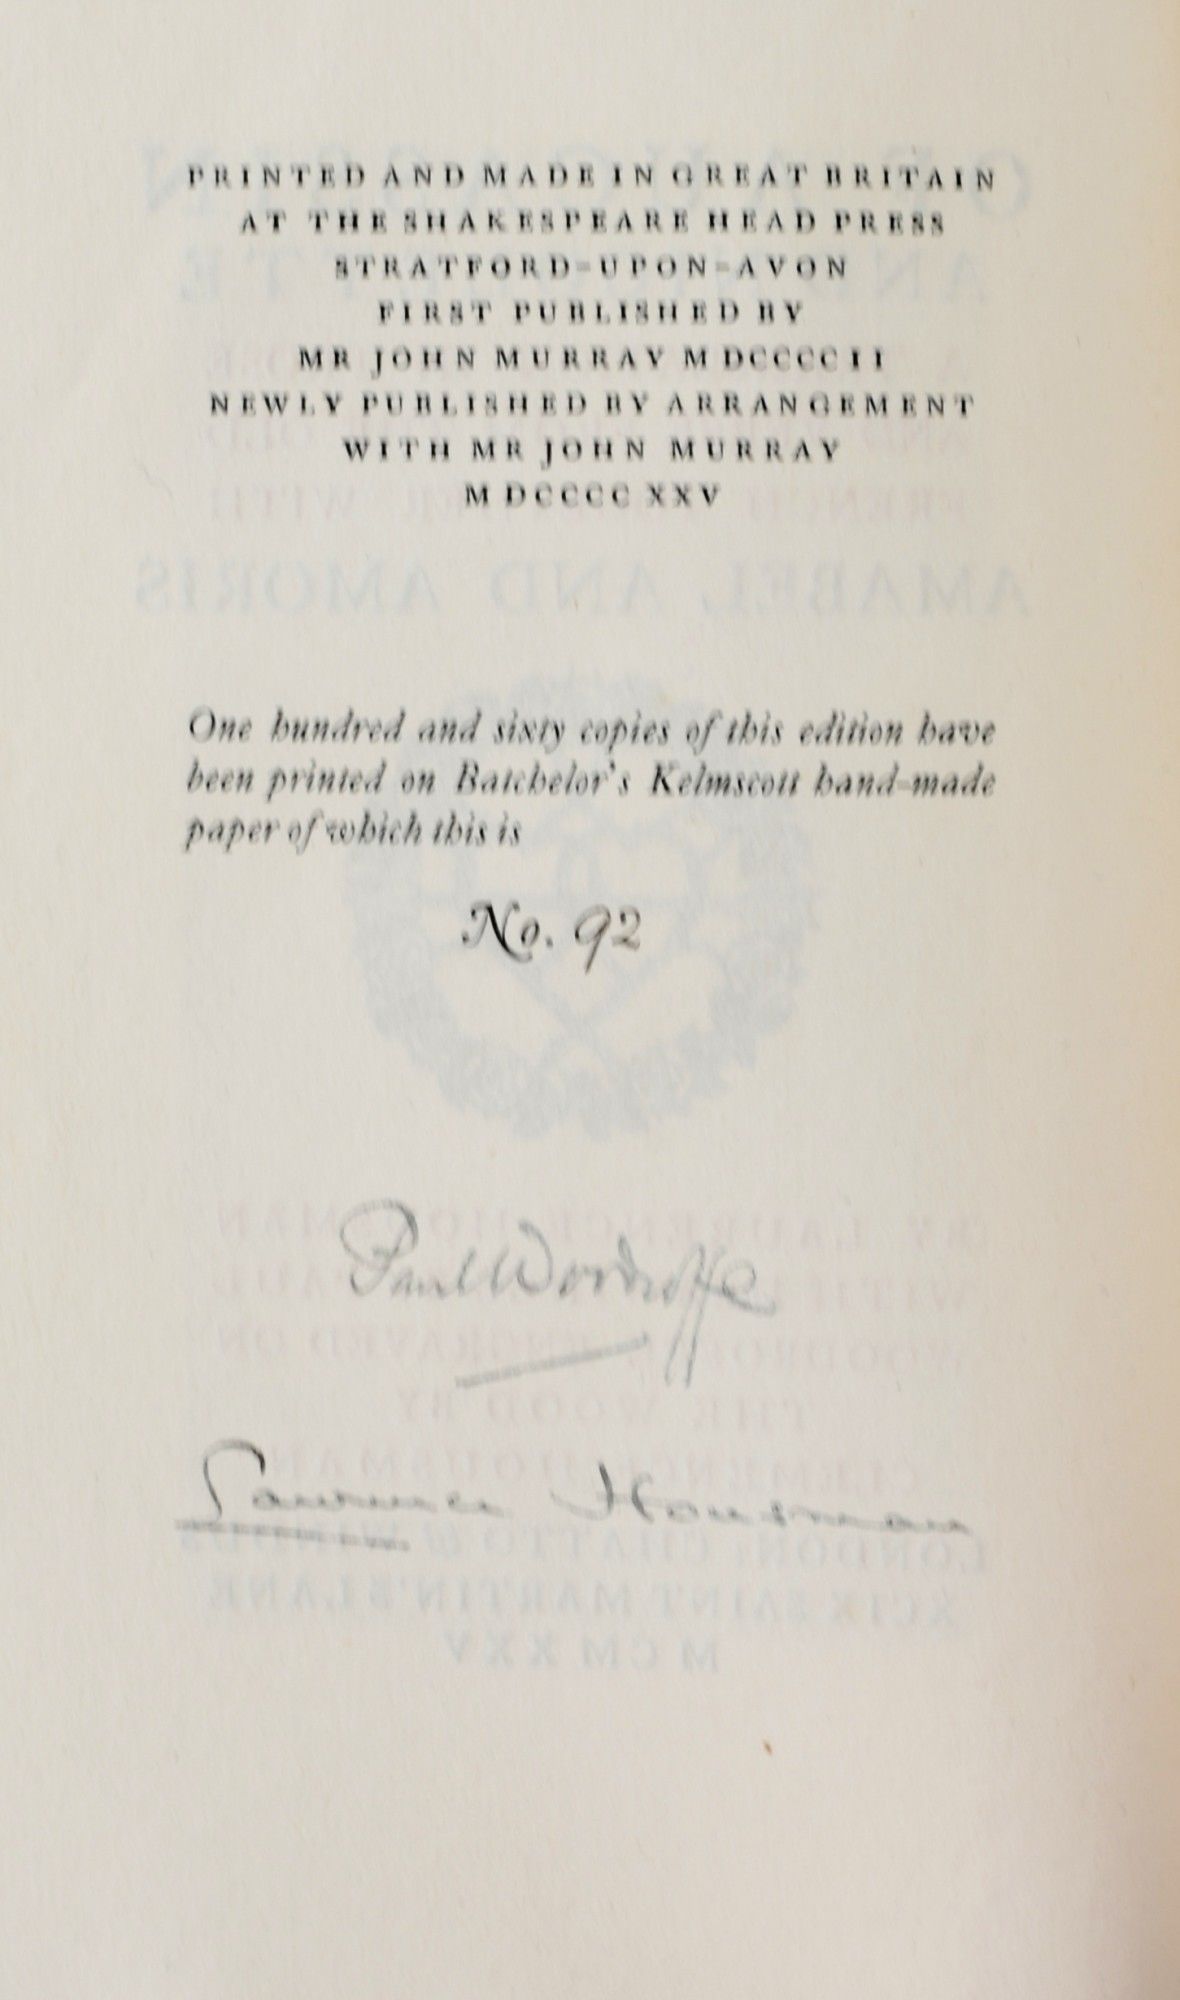 PRINTED AND MADE IN GREAT BRITAIN
AT THE SHAKESPEARE HEAD PRESS
STRATFORD-UPON-AVON
FIRST PUBLISHED BY
MR JOHN MURRAY MDCCCCII
NEWLY PUBLISHED BY ARRANGEMENT
WITH MR JOHN MURRAY
MDCCCCXXV
One hundred and sixty copies of this edition have
been printed on Batchelor's Kelmscott hand-made
paper of which this is
No. 92
Paul Woodroffe
Laurence Housman